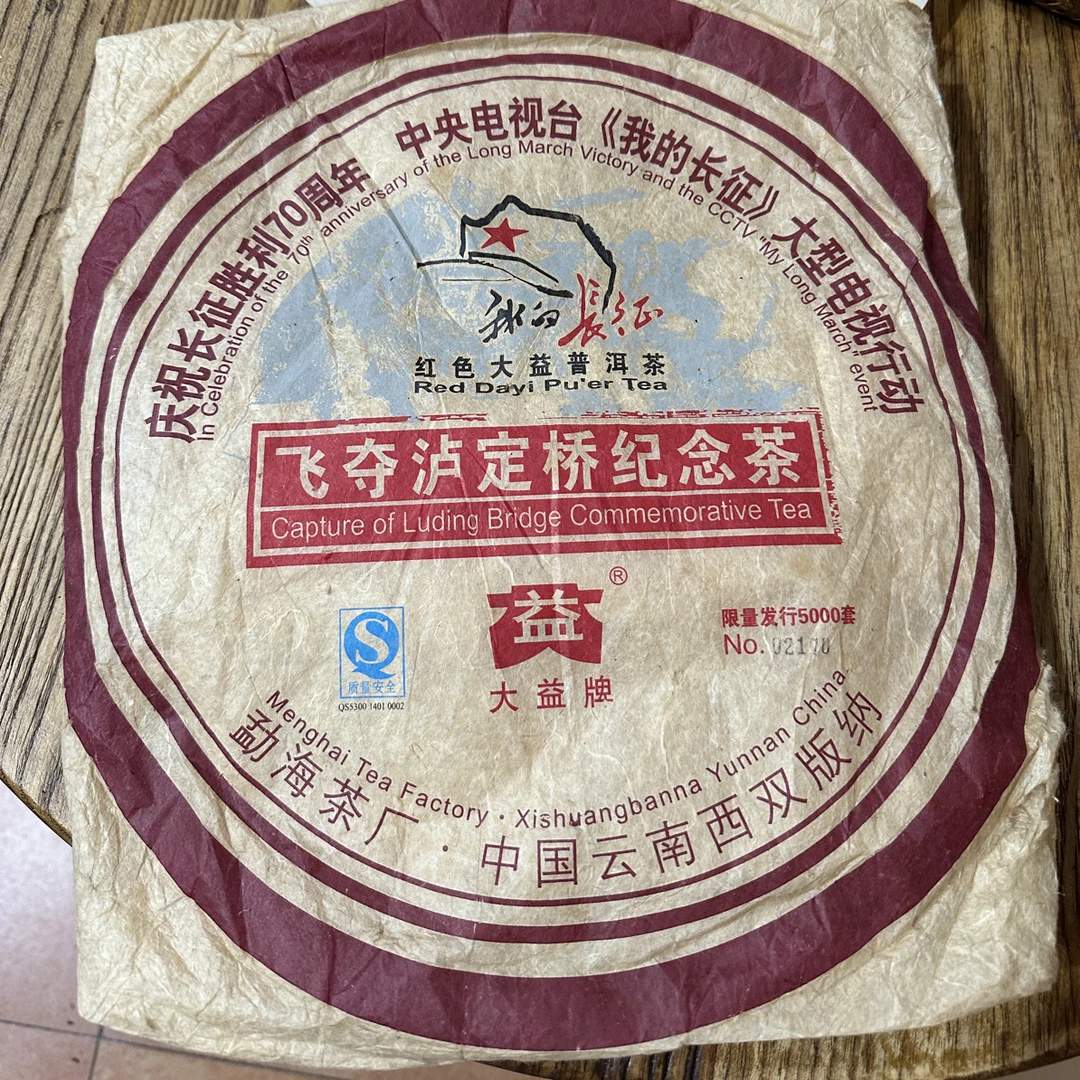 庆祝长征胜利70周年 中央电视台《我的长征》大型电视行动
In Celebration of the 70th anniversary of the Long March Victory and the CCTV "My Long March" event
我的長征
红色大益普洱茶
Red Dayi Pu'er Tea
飞夺泸定桥纪念茶
Capture of Luding Bridge Commemorative Tea
益®
大益牌
质量安全
QS5300 1401 0002
限量发行5000套
No.
Menghai Tea Factory · Xishuangbanna Yunnan China
勐海茶厂 · 中国云南西双版纳